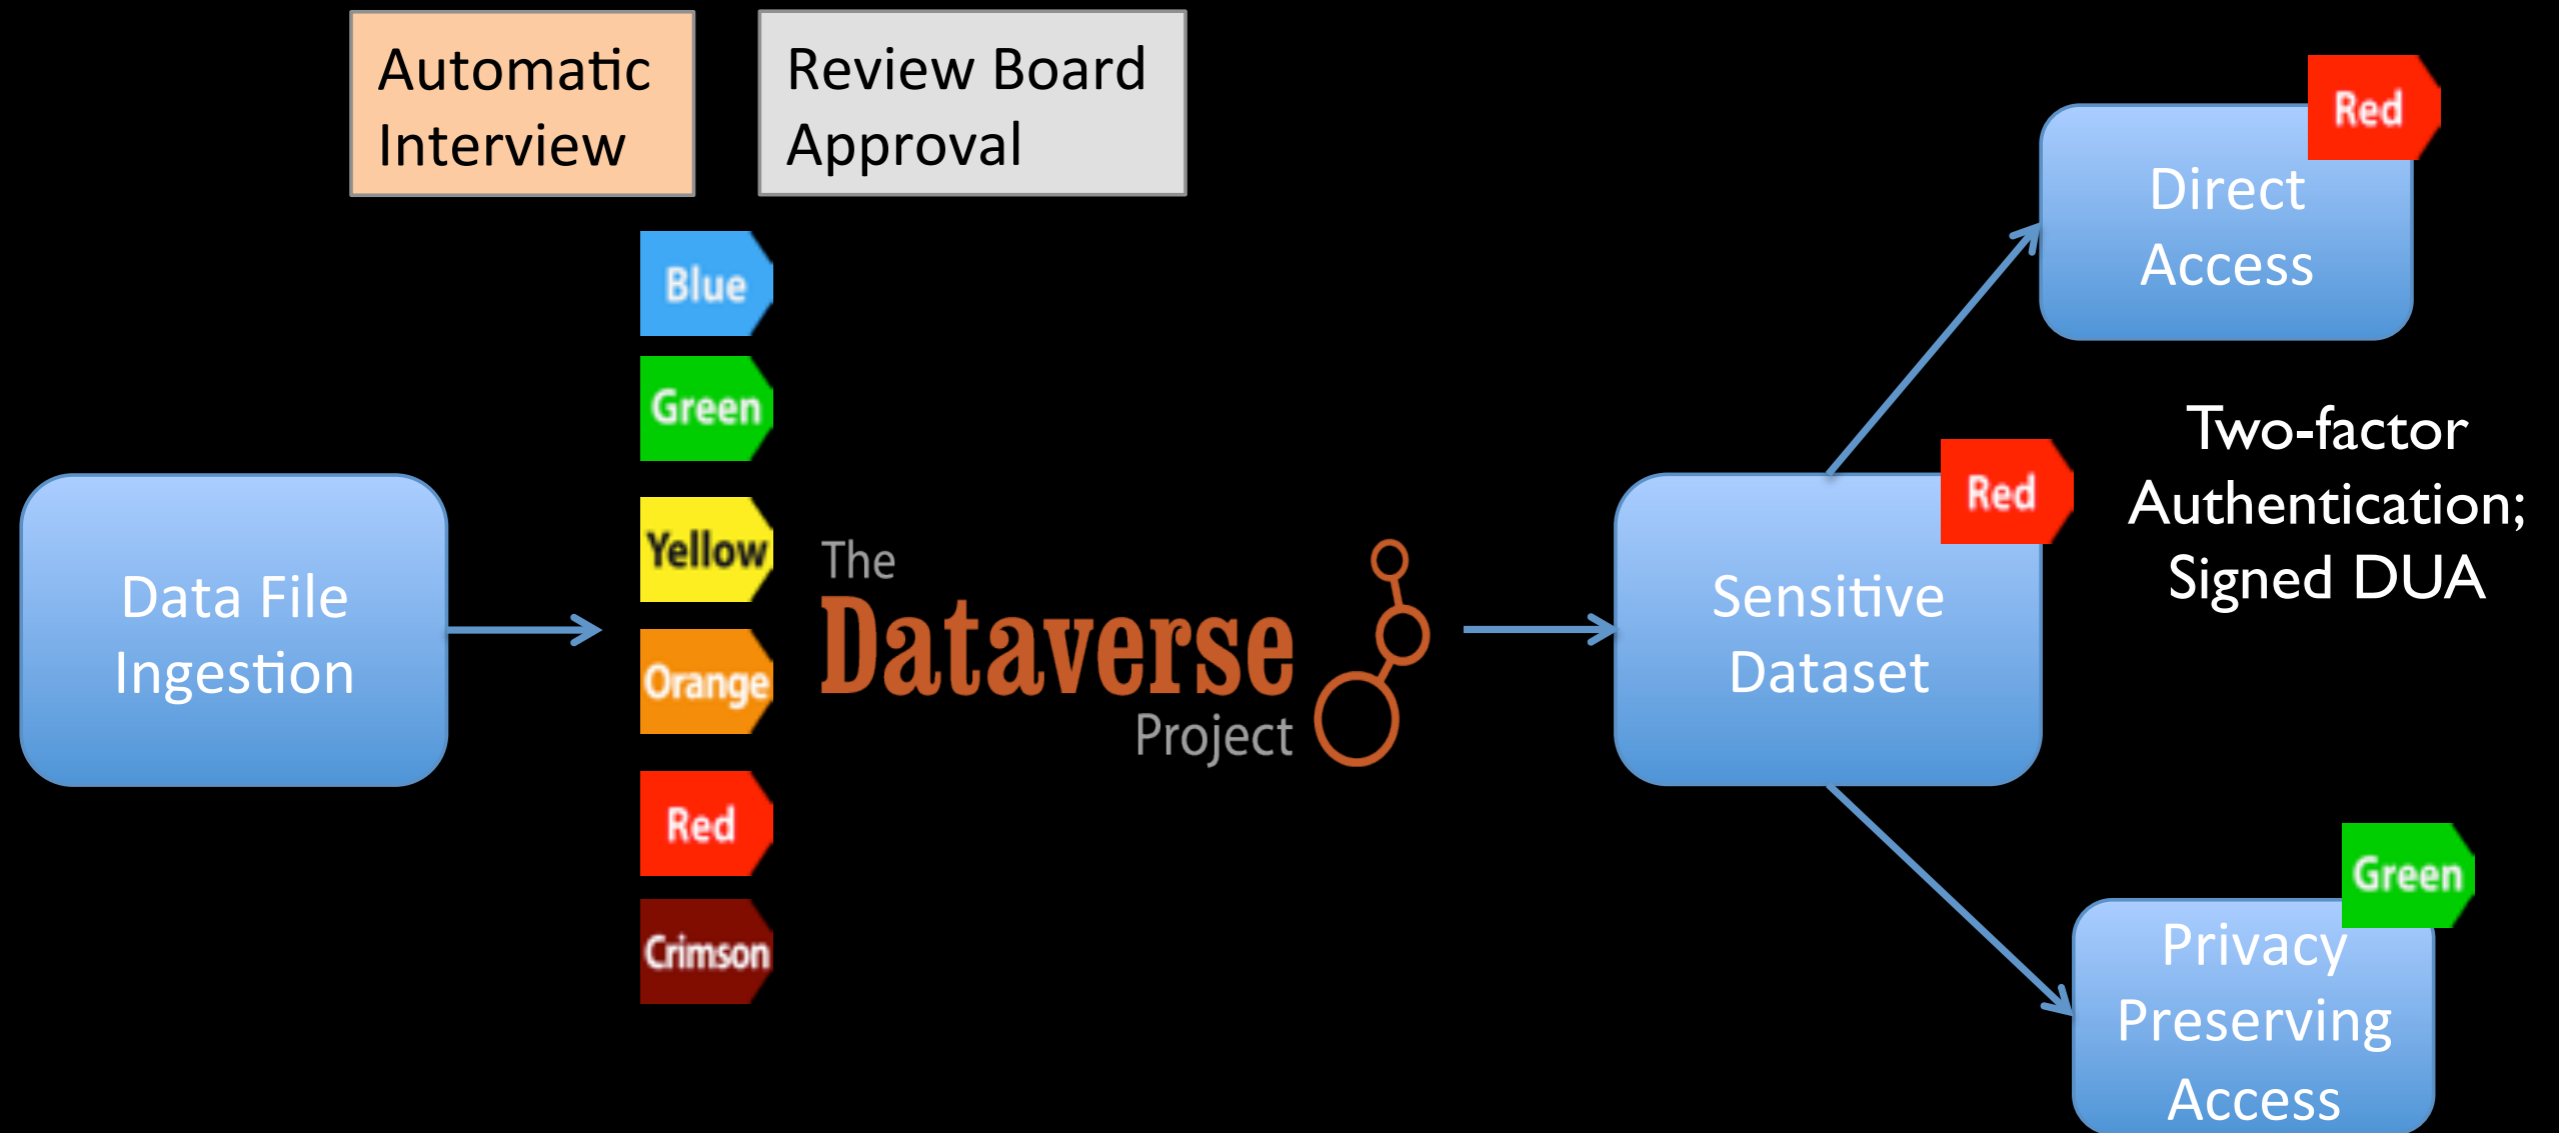 Automatic
Interview
Review Board
Approval
Blue
Green
Yellow
Orange
Red
Crimson
Data File
Ingestion
The
Dataverse
Project
Sensitive
Dataset
Red
Direct
Access
Red
Two-factor
Authentication;
Signed DUA
Privacy
Preserving
Access
Green